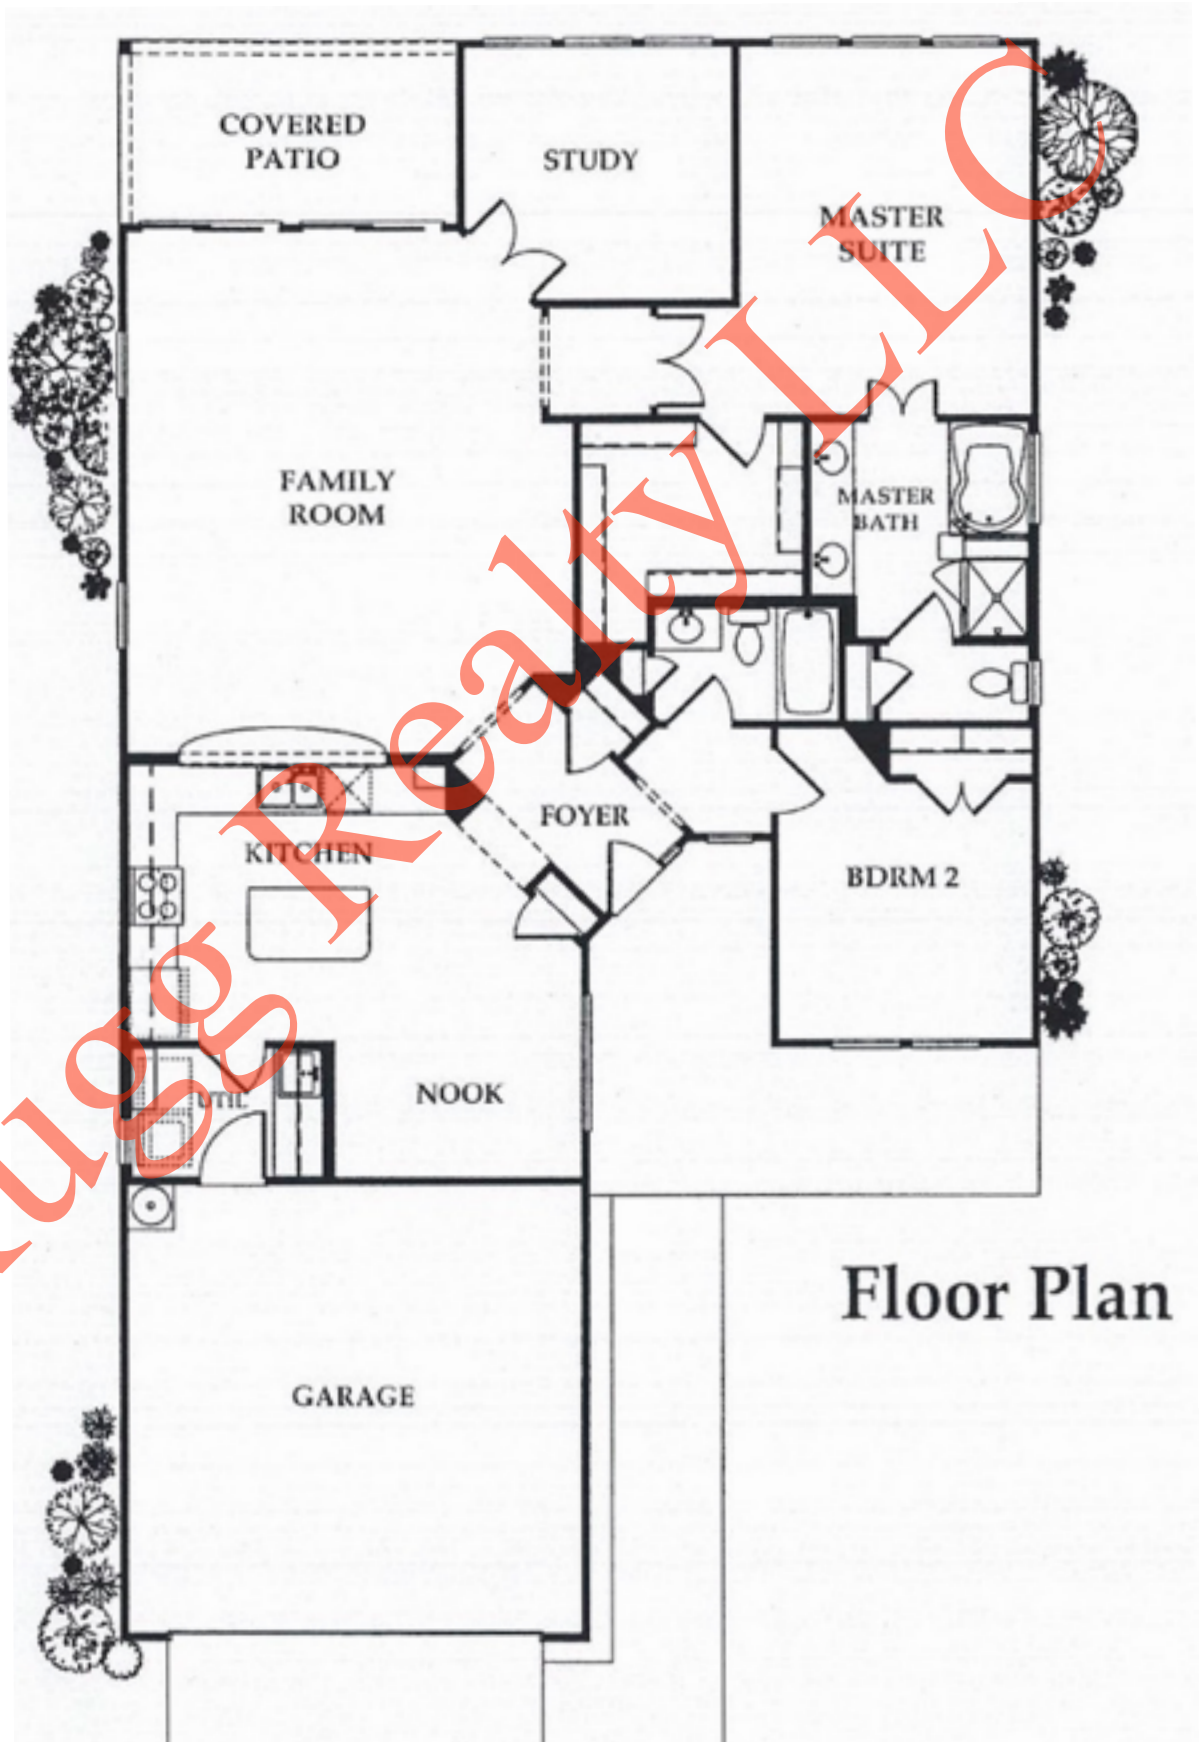 COVERED
PATIO
STUDY
MASTER
SUITE
FAMILY
ROOM
MASTER
BATH
FOYER
KITCHEN
BDRM 2
UTIL
NOOK
Floor Plan
GARAGE
ugg Realty LLC